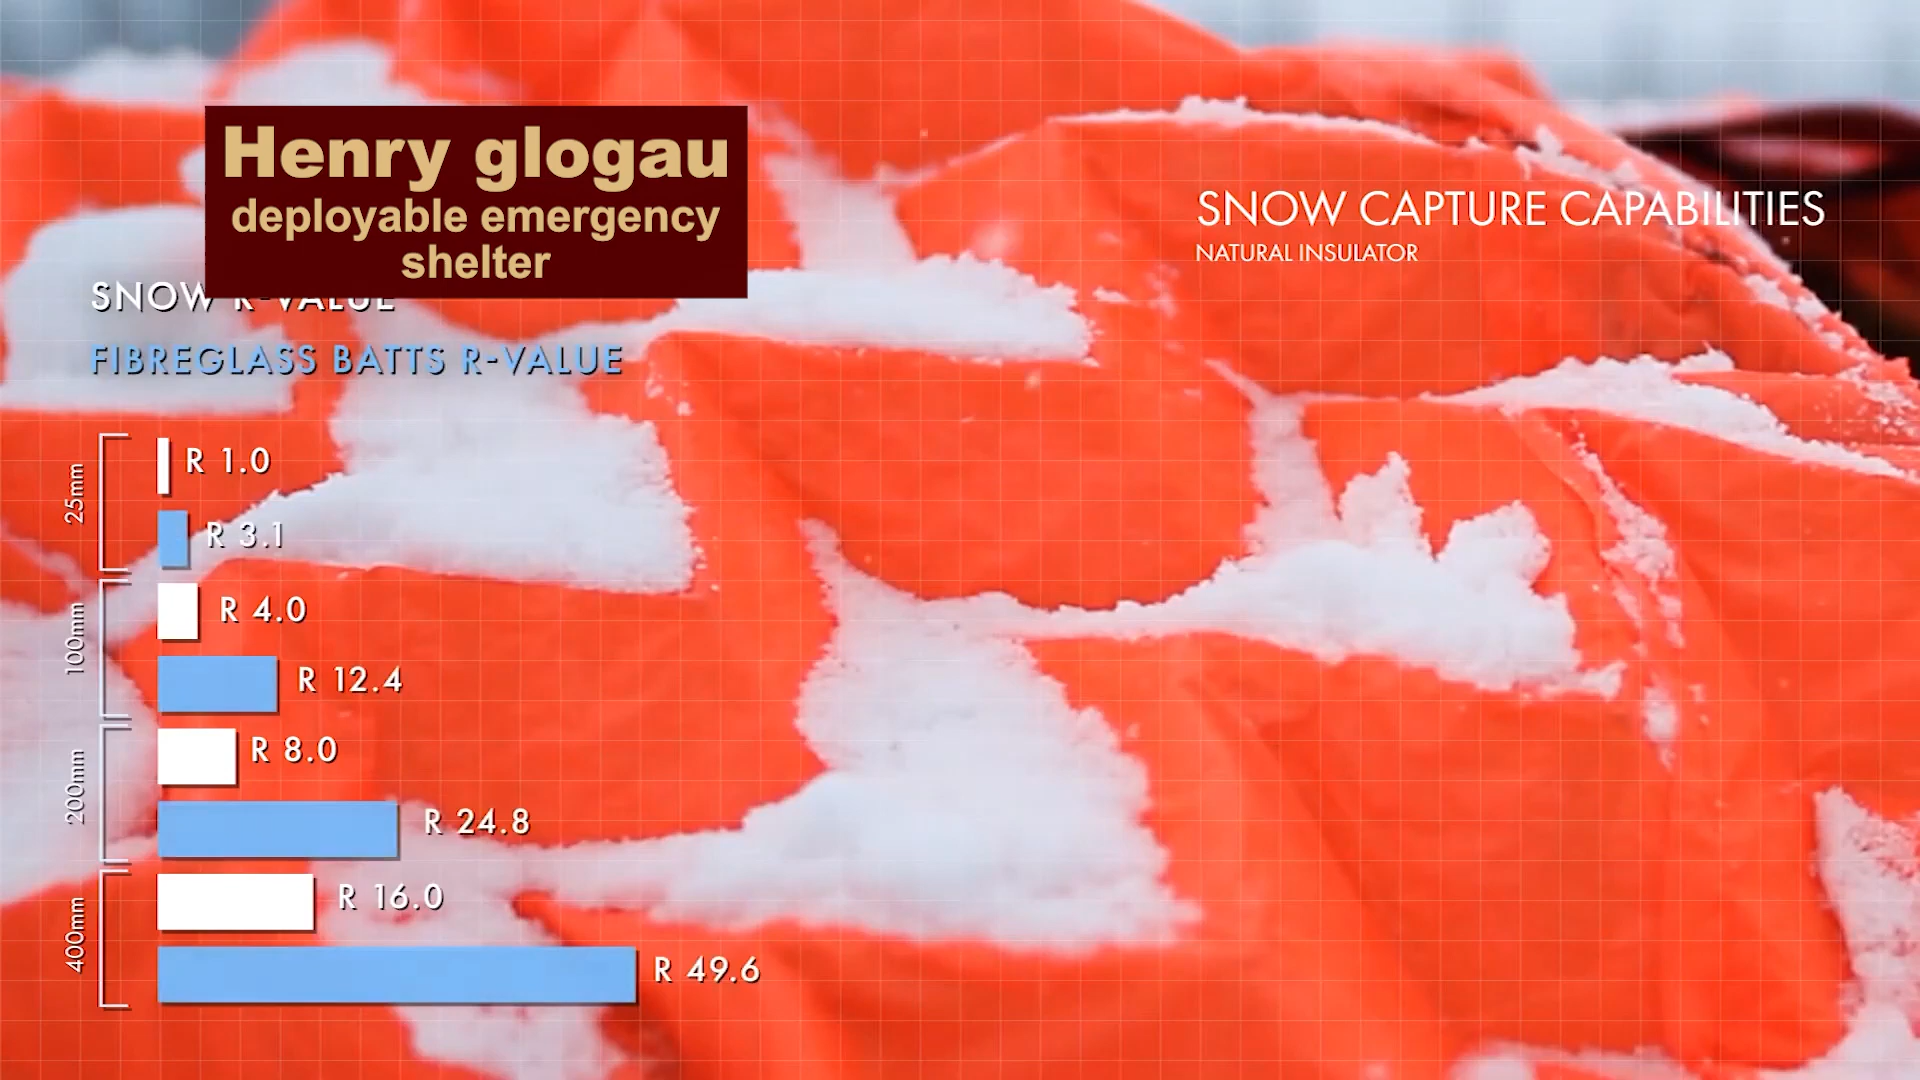 Henry glogau
deployable emergency
shelter
SNOW CAPTURE CAPABILITIES
NATURAL INSULATOR
SNOW R-VALUE
FIBREGLASS BATTS R-VALUE
25mm
R 1.0
R 3.1
100mm
R 4.0
R 12.4
200mm
R 8.0
R 24.8
400mm
R 16.0
R 49.6